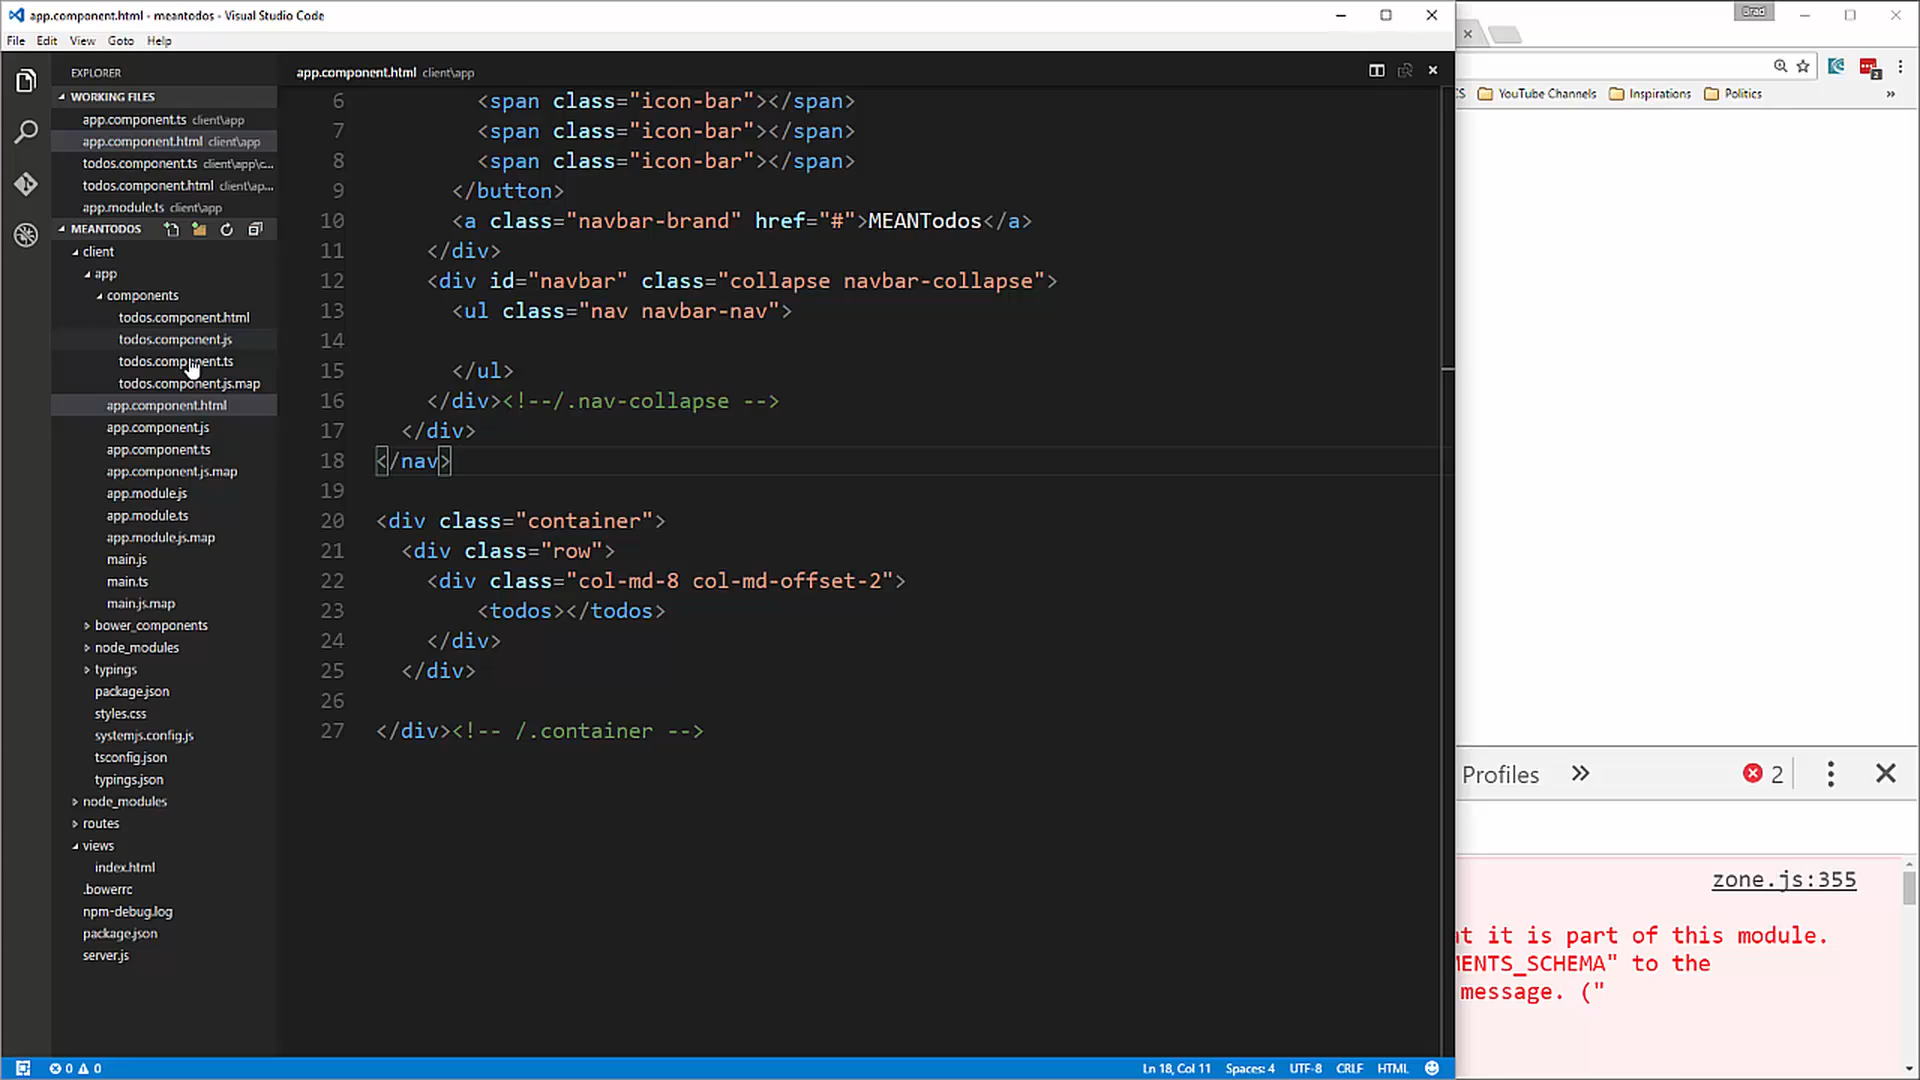 app.component.html - meantodos - Visual Studio Code
File Edit View Goto Help
EXPLORER
WORKING FILES
app.component.ts client\app
app.component.html client\app
todos.component.ts client\app\c...
todos.component.html client\ap...
app.module.ts client\app
MEANTODOS
client
app
components
todos.component.html
todos.component.js
todos.component.ts
todos.component.js.map
app.component.html
app.component.js
app.component.ts
app.component.js.map
app.module.js
app.module.ts
app.module.js.map
main.js
main.ts
main.js.map
bower_components
node_modules
typings
package.json
styles.css
systemjs.config.js
tsconfig.json
typings.json
node_modules
routes
views
index.html
.bowerrc
npm-debug.log
package.json
server.js
app.component.html client\app
6 <span class="icon-bar"></span>
7 <span class="icon-bar"></span>
8 <span class="icon-bar"></span>
9 </button>
10 <a class="navbar-brand" href="#">MEANTodos</a>
11 </div>
12 <div id="navbar" class="collapse navbar-collapse">
13 <ul class="nav navbar-nav">
14
15 </ul>
16 </div><!--/.nav-collapse -->
17 </div>
18 </nav>
19
20 <div class="container">
21 <div class="row">
22 <div class="col-md-8 col-md-offset-2">
23 <todos></todos>
24 </div>
25 </div>
26
27 </div><!-- /.container -->
0 0
Ln 18, Col 11 Spaces: 4 UTF-8 CRLF HTML
Brad
2
CS YouTube Channels Inspirations Politics »
Profiles » 2
zone.js:355
at it is part of this module.
MENTS_SCHEMA" to the
message. ("